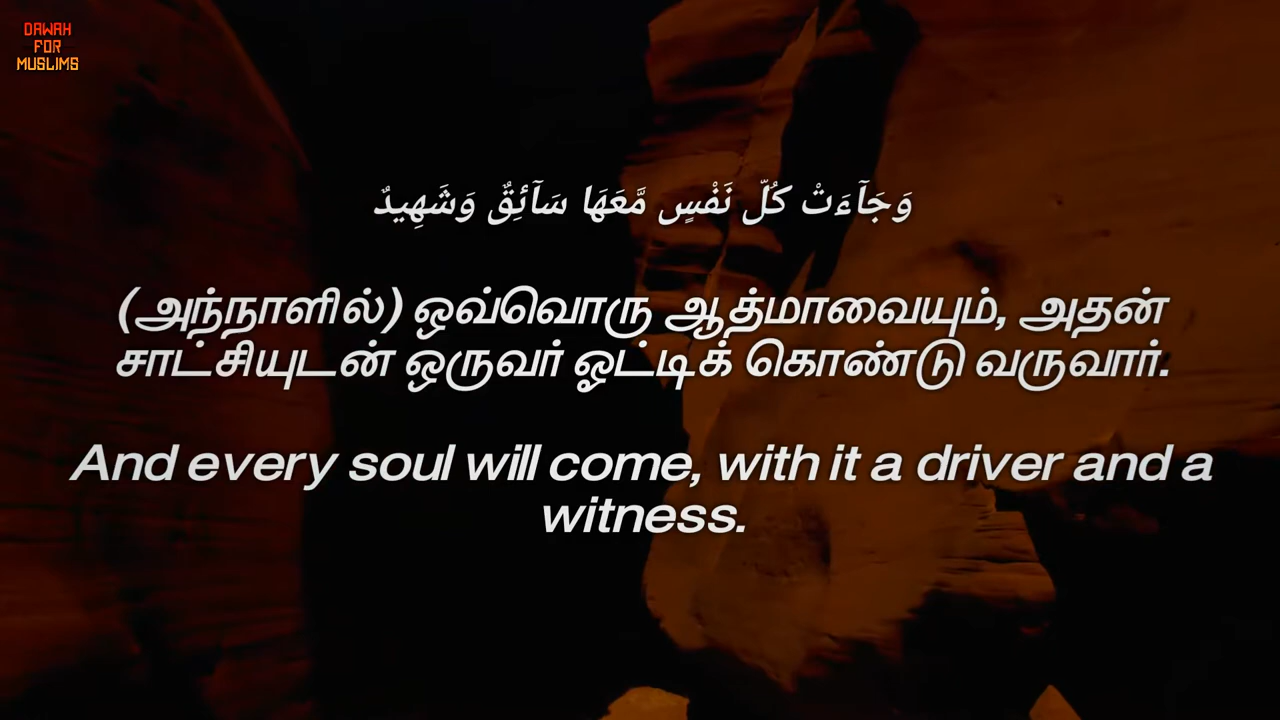 DAWAH
FOR
MUSLIMS
وَجَآءَتْ كُلّ نَفْسٍ مَّعَهَا سَآئِقٌ وَشَهِيدٌ
(அந்நாளில்) ஒவ்வொரு ஆத்மாவையும், அதன்
சாட்சியுடன் ஒருவர் ஓட்டிக் கொண்டு வருவார்.
And every soul will come, with it a driver and a
witness.